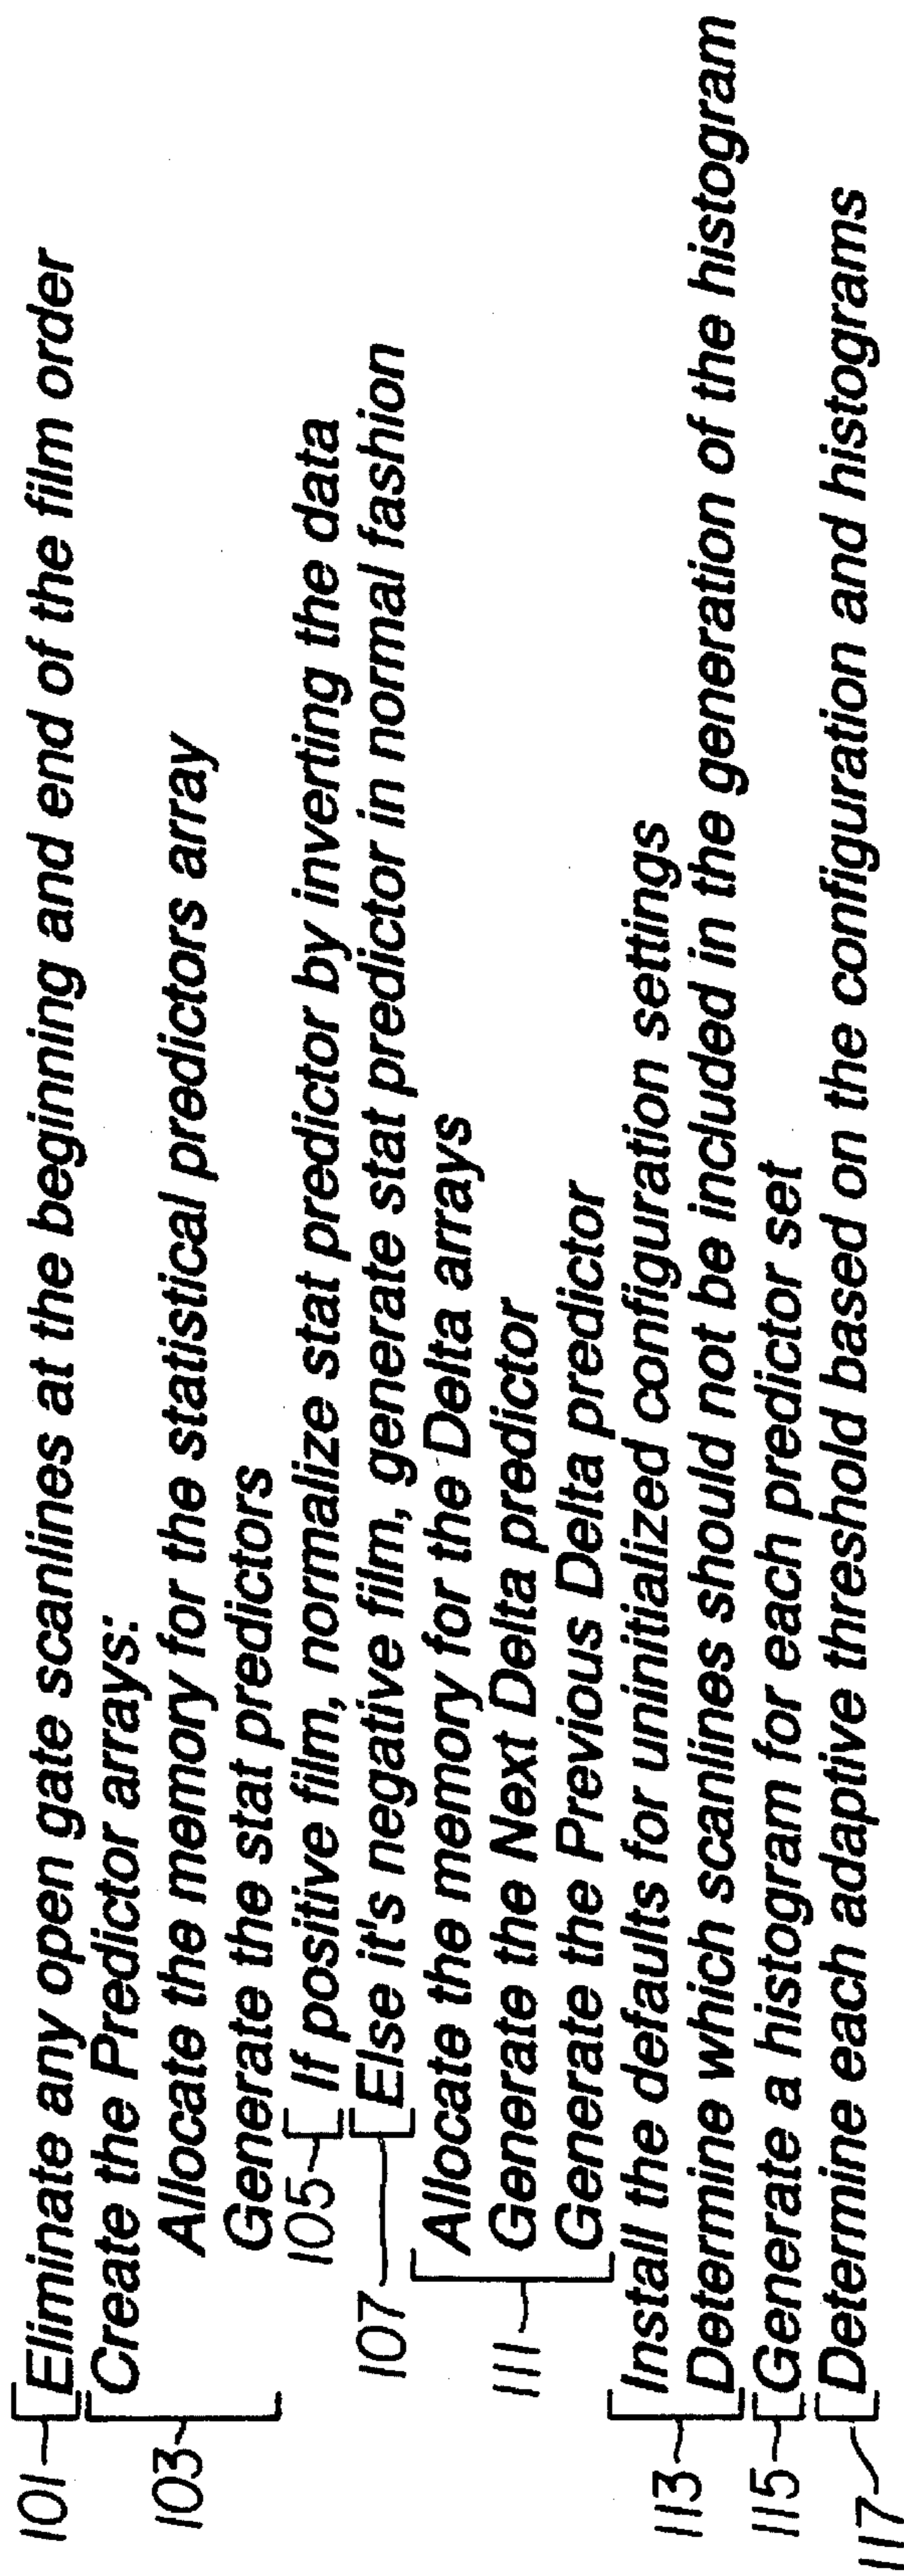 101 Eliminate any open gate scanlines at the beginning and end of the film order
103 Create the Predictor arrays:
Allocate the memory for the statistical predictors array
Generate the stat predictors
105 If positive film, normalize stat predictor by inverting the data
107 Else it's negative film, generate stat predictor in normal fashion
111 Allocate the memory for the Delta arrays
Generate the Next Delta predictor
Generate the Previous Delta predictor
113 Install the defaults for uninitialized configuration settings
Determine which scanlines should not be included in the generation of the histogram
115 Generate a histogram for each predictor set
117 Determine each adaptive threshold based on the configuration and histograms